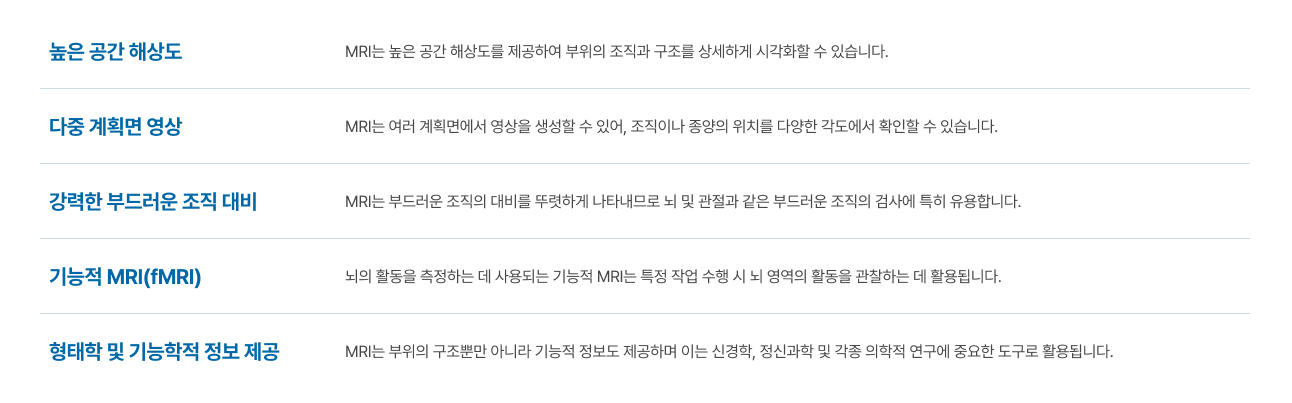 높은 공간 해상도
MRI는 높은 공간 해상도를 제공하여 부위의 조직과 구조를 상세하게 시각화할 수 있습니다.
다중 계획면 영상
MRI는 여러 계획면에서 영상을 생성할 수 있어, 조직이나 종양의 위치를 다양한 각도에서 확인할 수 있습니다.
강력한 부드러운 조직 대비
MRI는 부드러운 조직의 대비를 뚜렷하게 나타내므로 뇌 및 관절과 같은 부드러운 조직의 검사에 특히 유용합니다.
기능적 MRI(fMRI)
뇌의 활동을 측정하는 데 사용되는 기능적 MRI는 특정 작업 수행 시 뇌 영역의 활동을 관찰하는 데 활용됩니다.
형태학 및 기능학적 정보 제공
MRI는 부위의 구조뿐만 아니라 기능적 정보도 제공하며 이는 신경학, 정신과학 및 각종 의학적 연구에 중요한 도구로 활용됩니다.